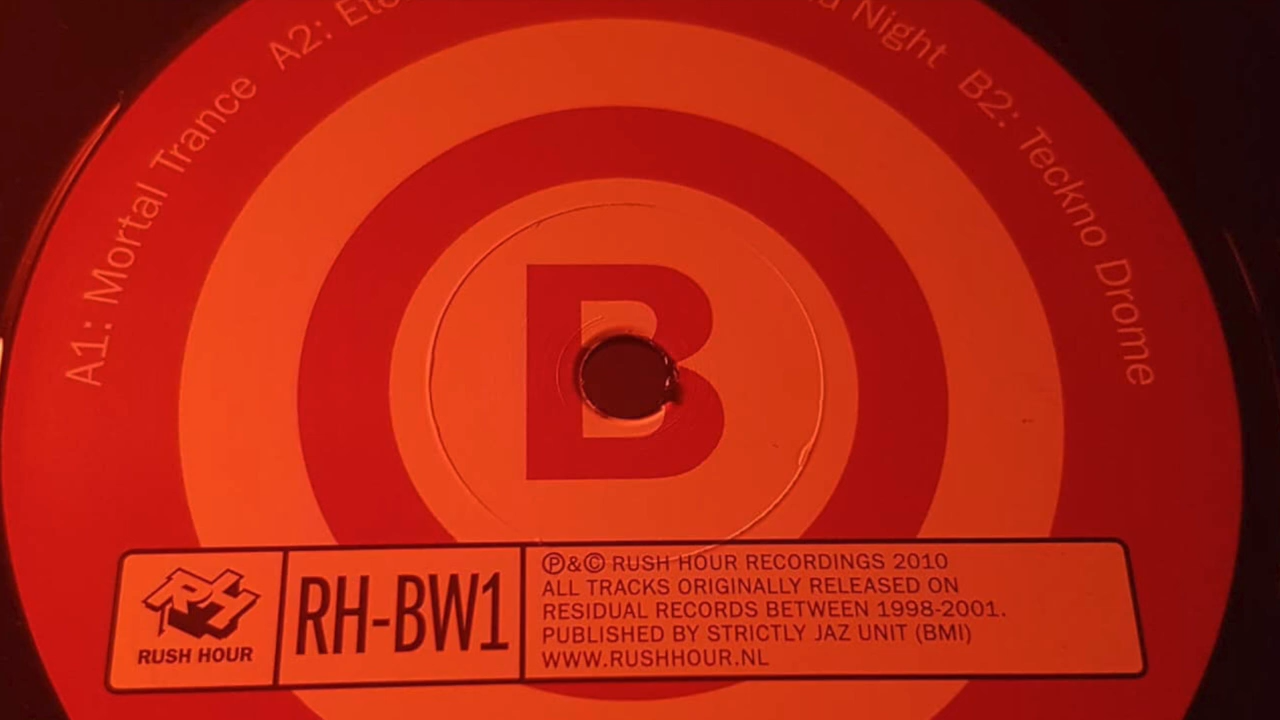 A1: Mortal Trance A2:
Night B2: Teckno Drome
B
RH
RUSH HOUR
RH-BW1
Ⓟ&© RUSH HOUR RECORDINGS 2010
ALL TRACKS ORIGINALLY RELEASED ON
RESIDUAL RECORDS BETWEEN 1998-2001.
PUBLISHED BY STRICTLY JAZ UNIT (BMI)
WWW.RUSHHOUR.NL